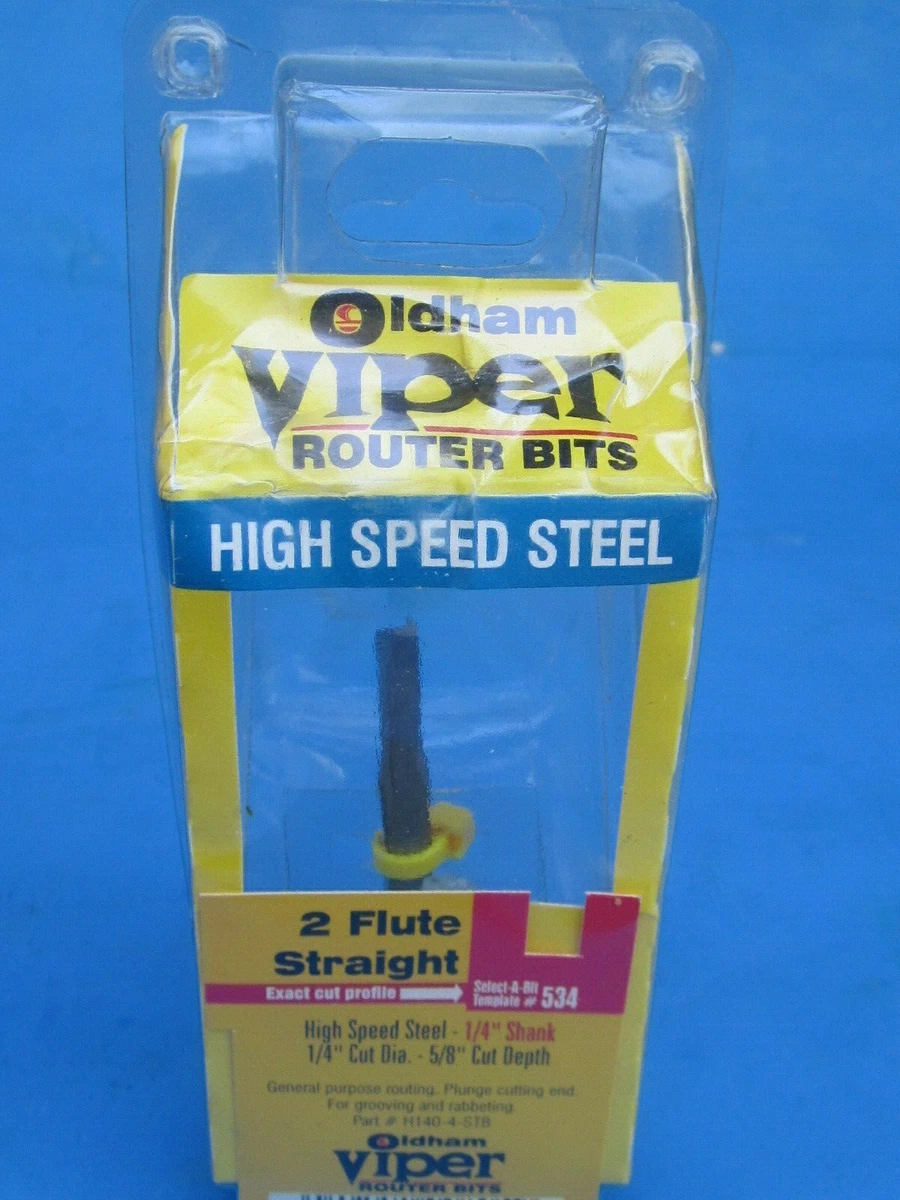 Oldham
VIPER
ROUTER BITS
HIGH SPEED STEEL
2 Flute
Straight
Exact cut profile
Select-A-Bit
Template # 534
High Speed Steel - 1/4" Shank
1/4" Cut Dia. - 5/8" Cut Depth
General purpose routing. Plunge cutting end.
For grooving and rabbeting.
Part # H140-4-STB
Oldham
VIPER
ROUTER BITS